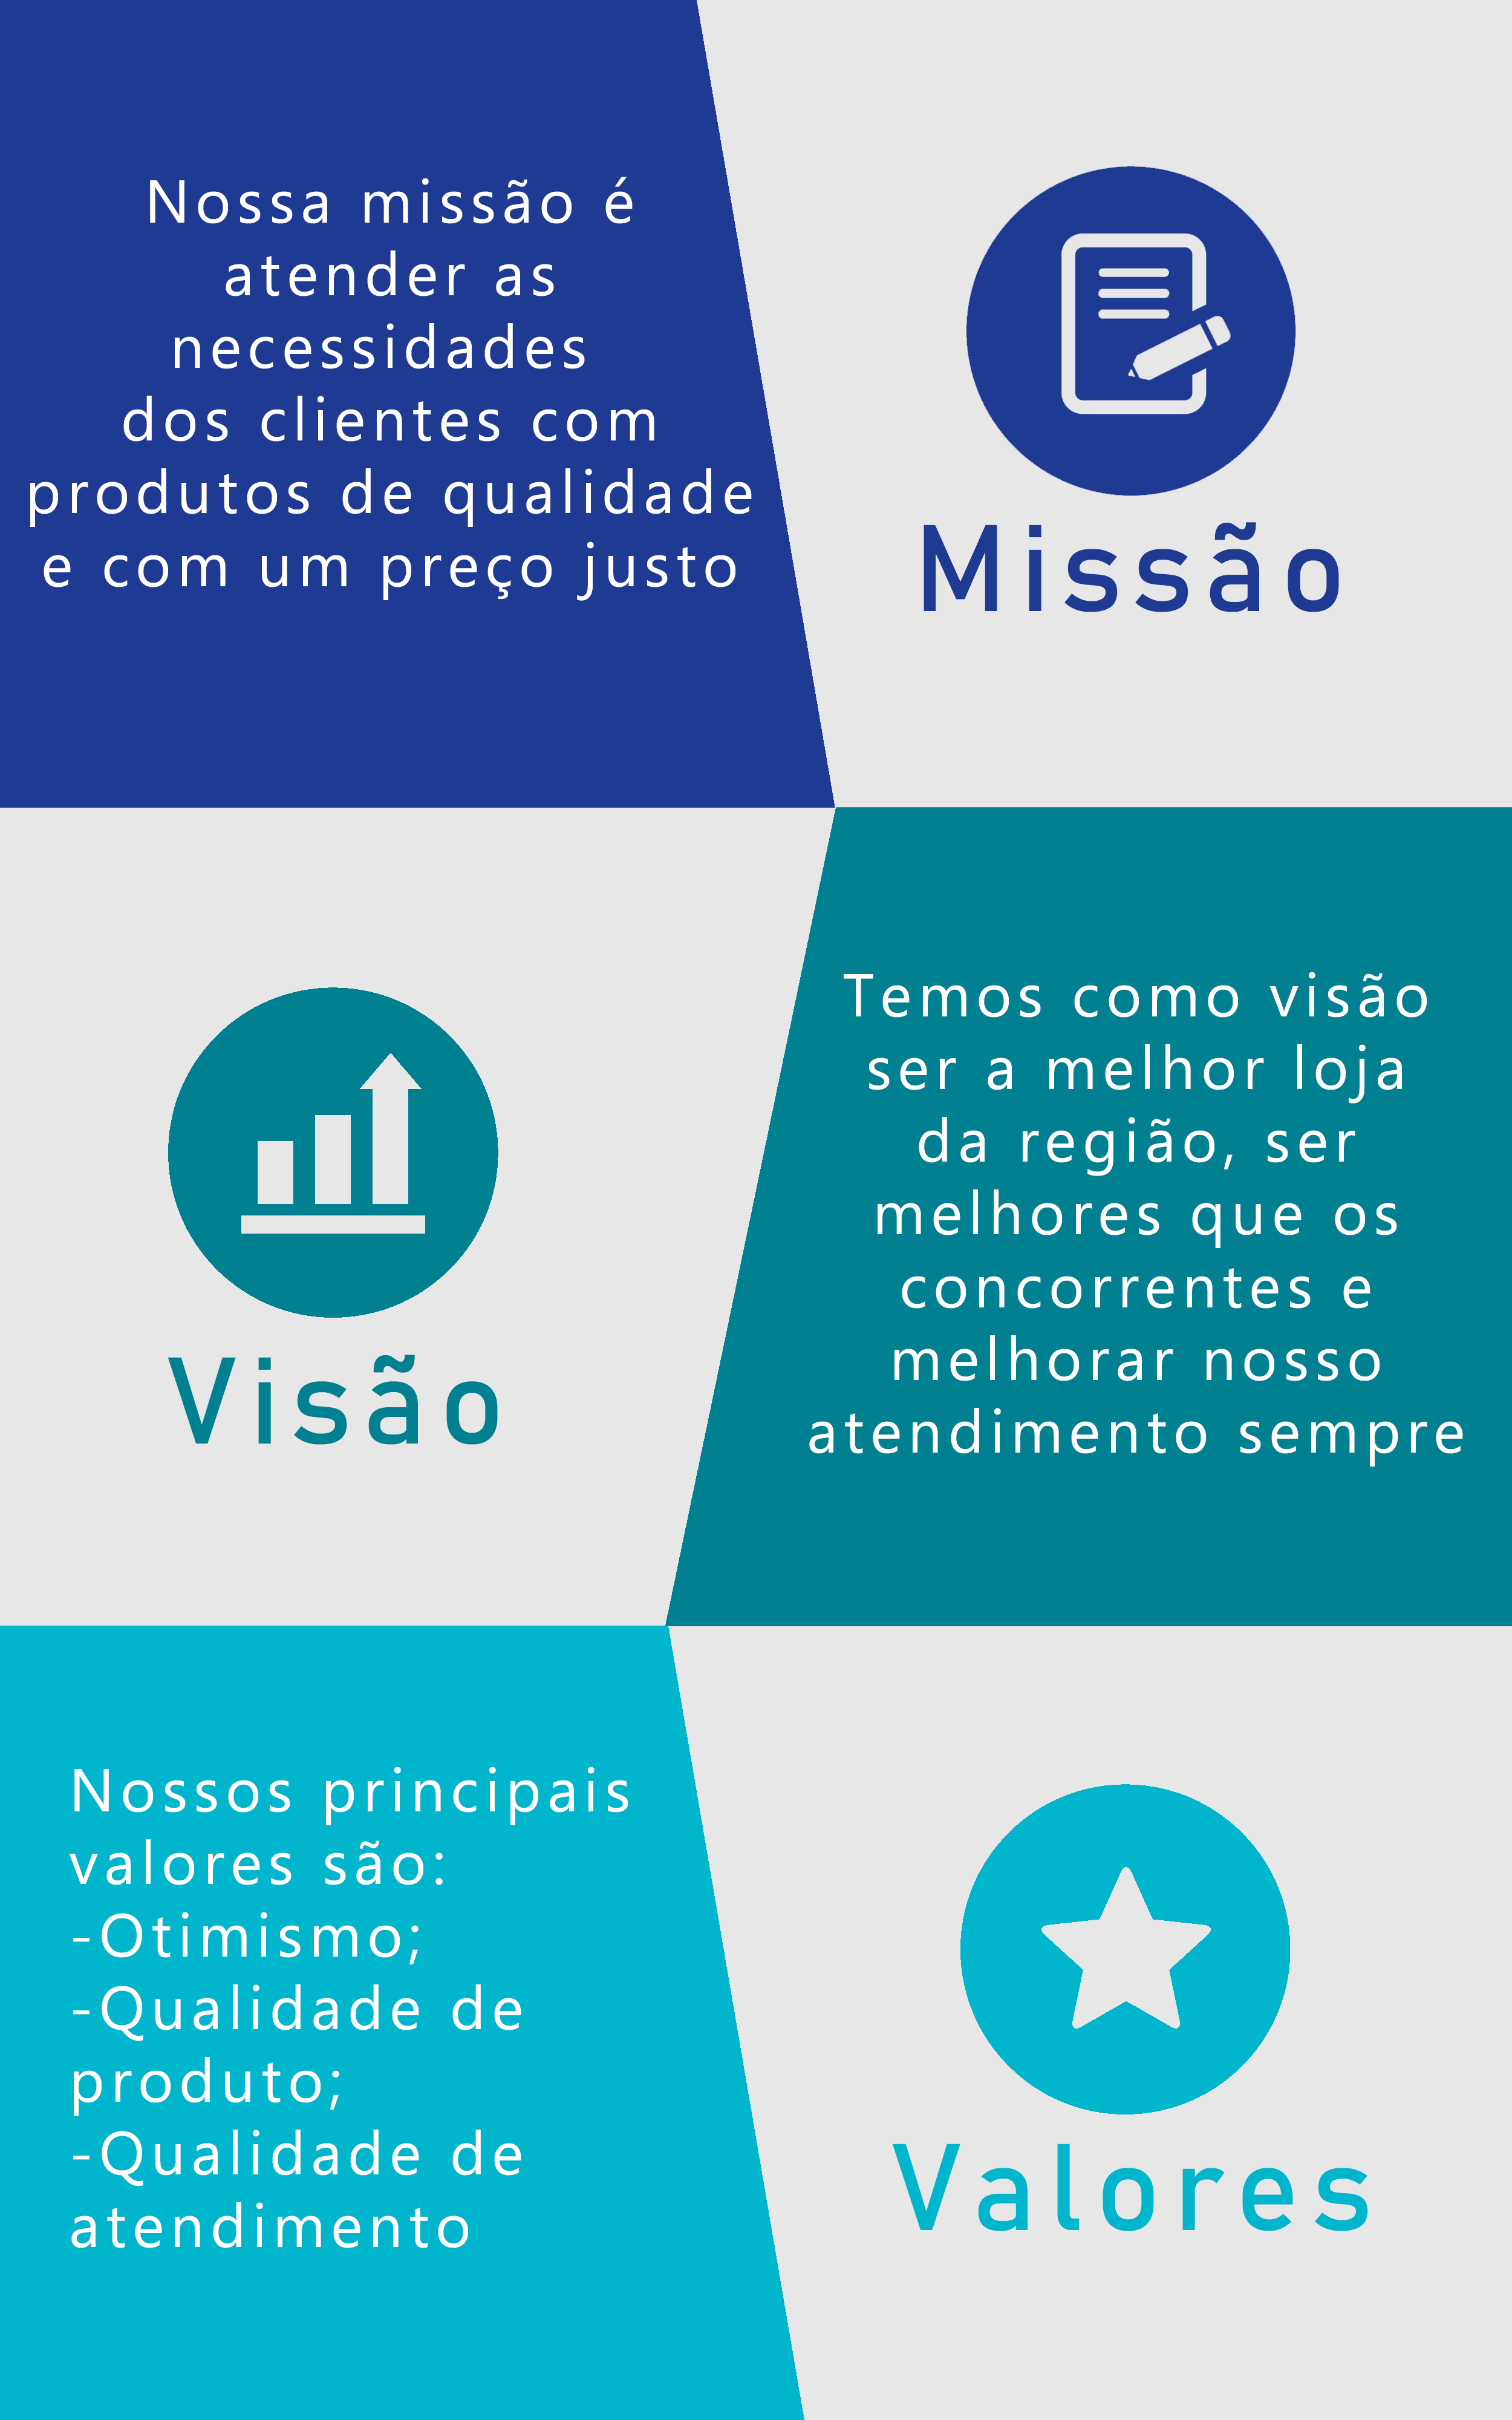 Nossa missão é
atender as
necessidades
dos clientes com
produtos de qualidade
e com um preço justo
Missão
Visão
Temos como visão
ser a melhor loja
da região, ser
melhores que os
concorrentes e
melhorar nosso
atendimento sempre
Nossos principais
valores são:
-Otimismo;
-Qualidade de
produto;
-Qualidade de
atendimento
Valores